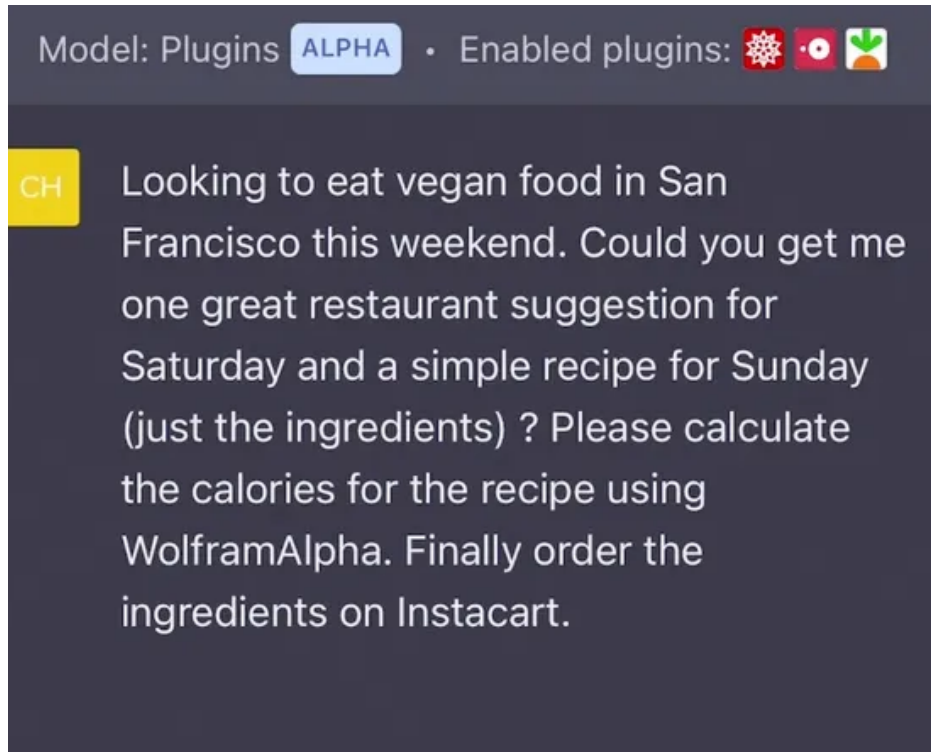 Model: Plugins ALPHA • Enabled plugins:
CH
Looking to eat vegan food in San
Francisco this weekend. Could you get me
one great restaurant suggestion for
Saturday and a simple recipe for Sunday
(just the ingredients) ? Please calculate
the calories for the recipe using
WolframAlpha. Finally order the
ingredients on Instacart.